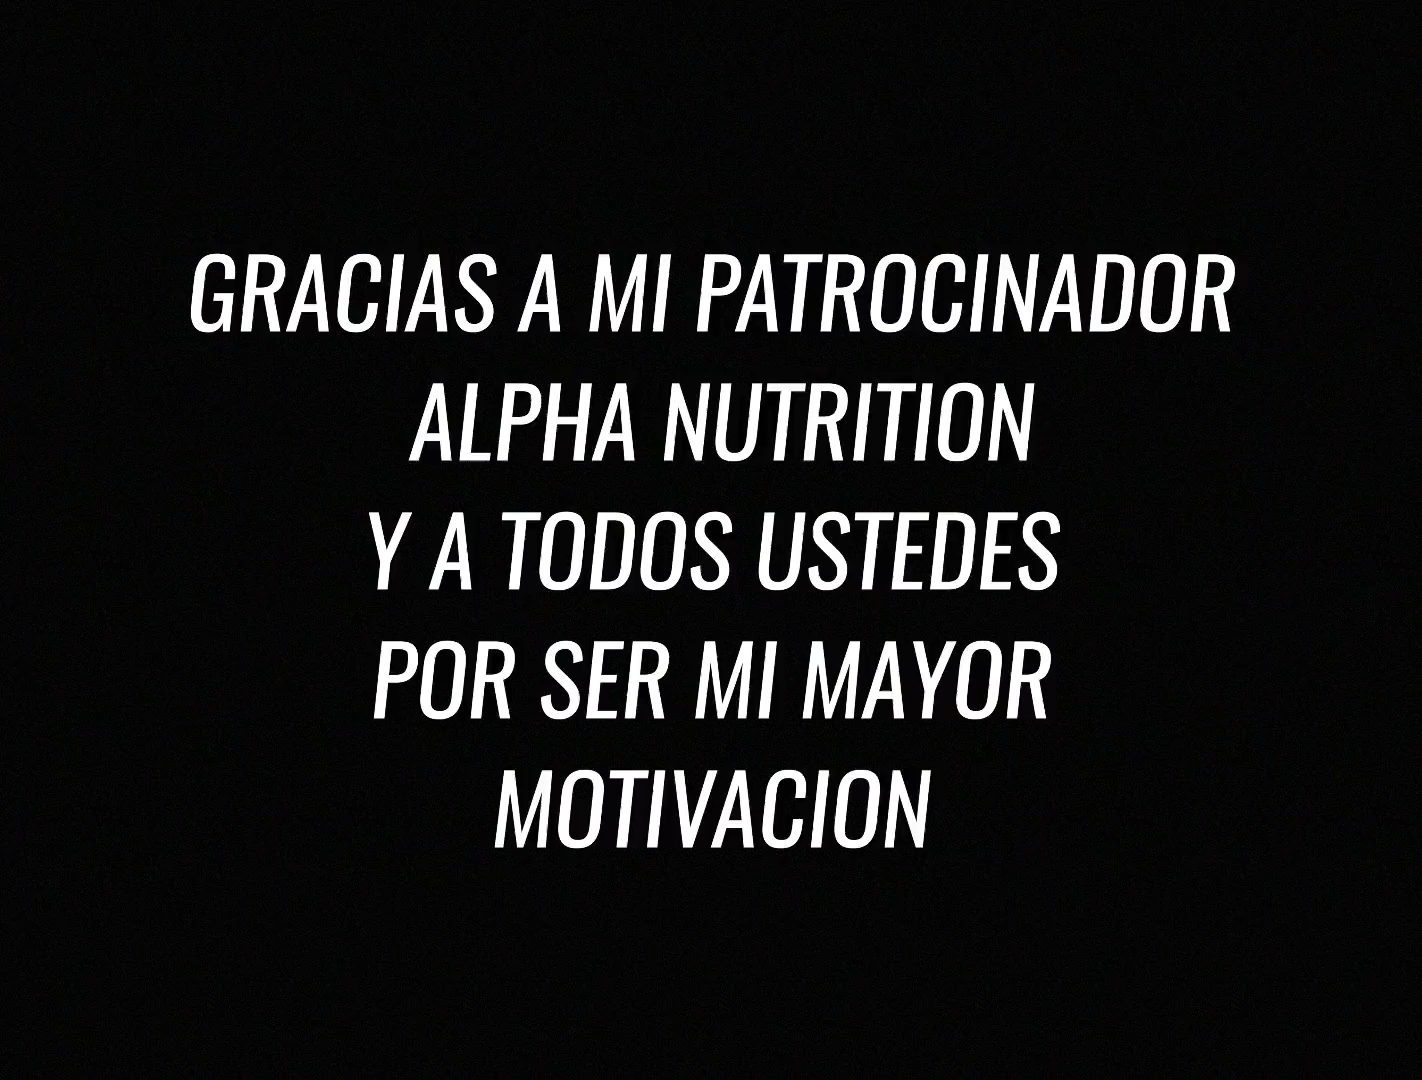 GRACIAS A MI PATROCINADOR
ALPHA NUTRITION
Y A TODOS USTEDES
POR SER MI MAYOR
MOTIVACION